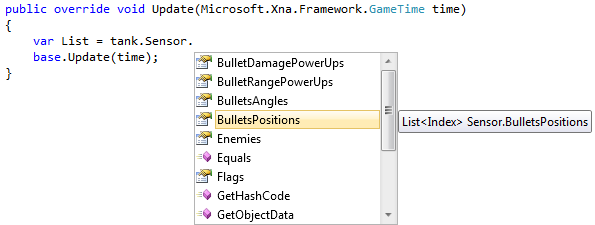 public override void Update(Microsoft.Xna.Framework.GameTime time)
{
var List = tank.Sensor.
base.Update(time);
}
BulletDamagePowerUps
BulletRangePowerUps
BulletsAngles
BulletsPositions
List<Index> Sensor.BulletsPositions
Enemies
Equals
Flags
GetHashCode
GetObjectData